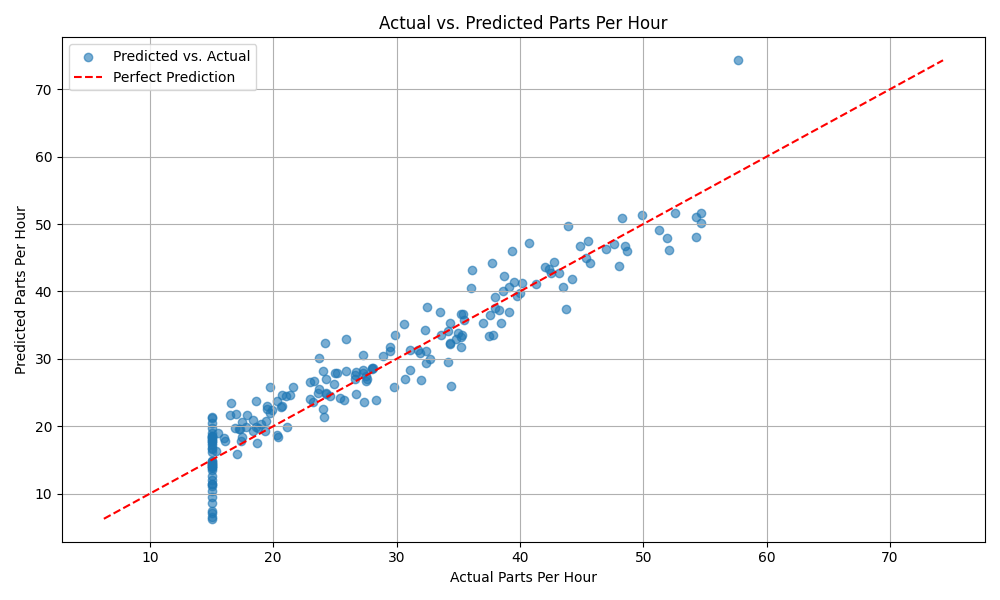 Actual vs. Predicted Parts Per Hour
Predicted vs. Actual
Perfect Prediction
Predicted Parts Per Hour
70
60
50
40
30
20
10
10 20 30 40 50 60 70
Actual Parts Per Hour